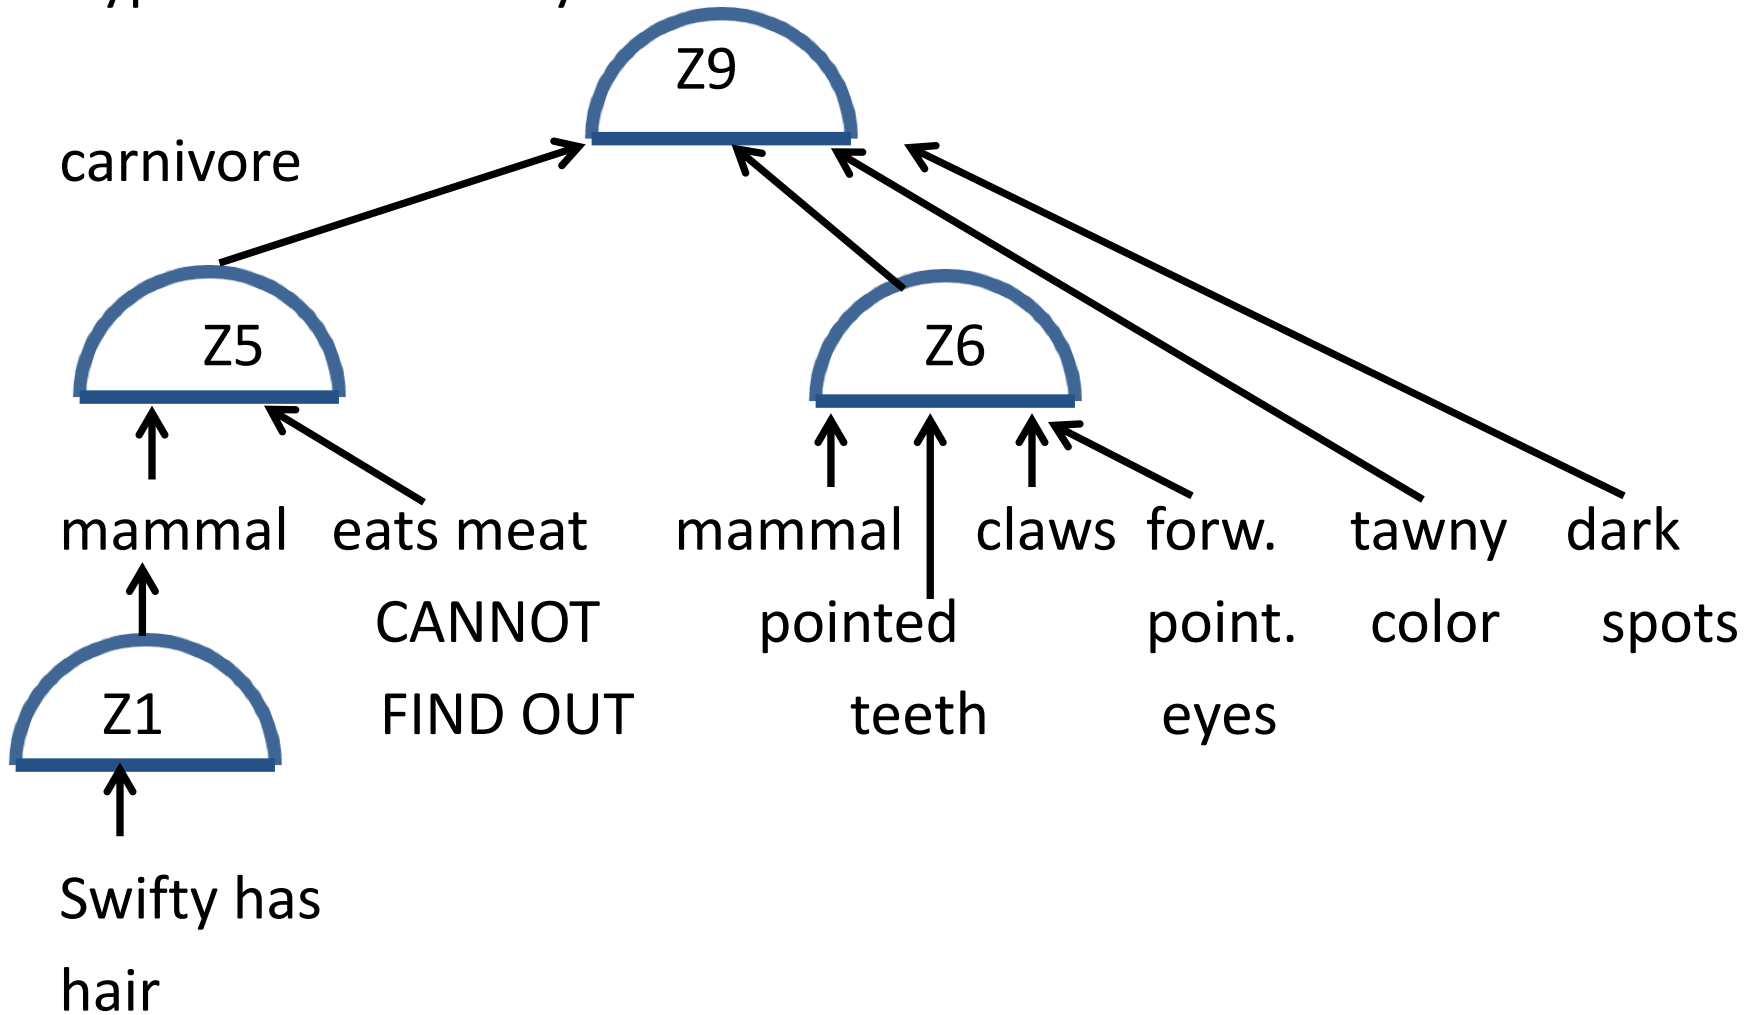 Z9
carnivore
Z5
Z6
mammal eats meat mammal claws forw. tawny dark
CANNOT pointed point. color spots
Z1 FIND OUT teeth eyes
Swifty has
hair